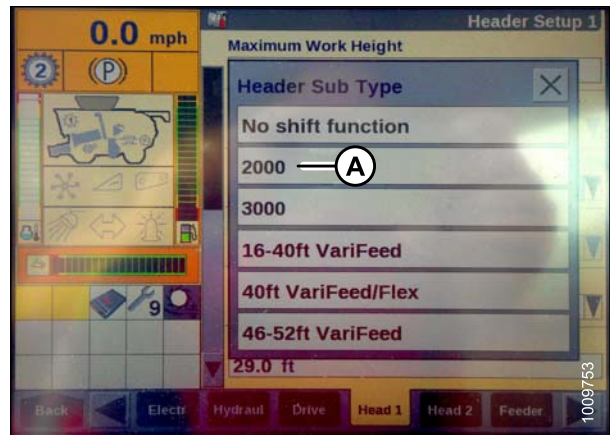 0.0 mph
Header Setup 1
Maximum Work Height
2
(P)
Header Sub Type
No shift function
2000
A
3000
16-40ft VariFeed
40ft VariFeed/Flex
46-52ft VariFeed
9
29.0 ft
Back
Electr
Hydraul
Drive
Head 1
Head 2
Feeder
1009753